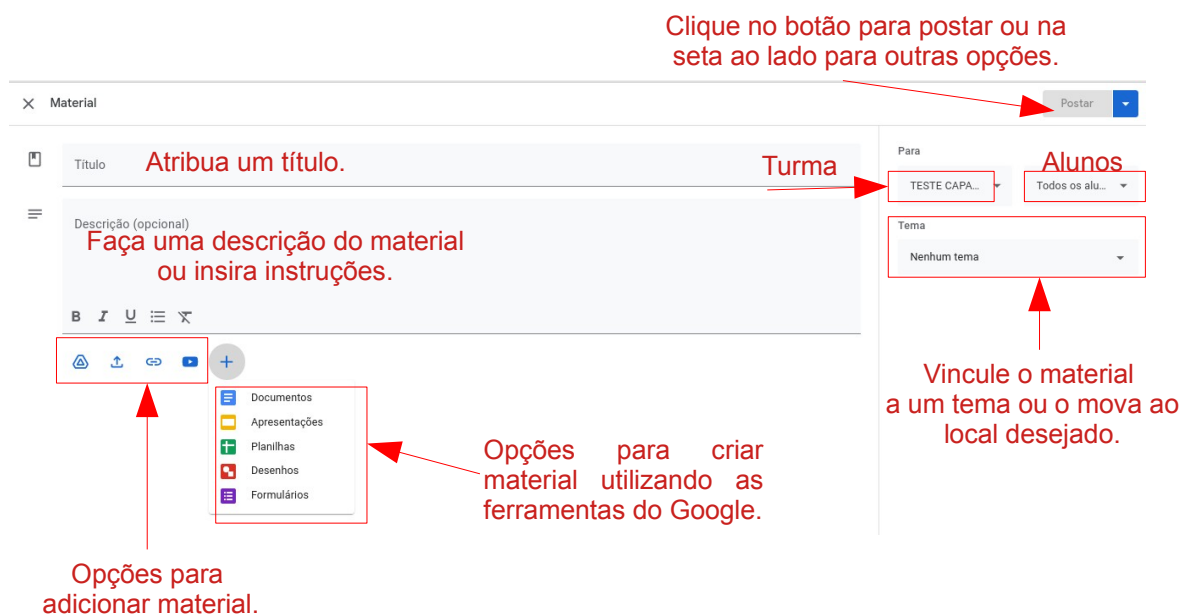 Clique no botão para postar ou na
seta ao lado para outras opções.
Material
Postar
Título
Atribua um título.
Turma
Para
Alunos
TESTE CAPA...
Todos os alu...
Descrição (opcional)
Faça uma descrição do material
ou insira instruções.
Tema
Nenhum tema
B I U
Documentos
Apresentações
Planilhas
Desenhos
Formulários
Vincule o material
a um tema ou o mova ao
local desejado.
Opções para criar
material utilizando as
ferramentas do Google.
Opções para
adicionar material.